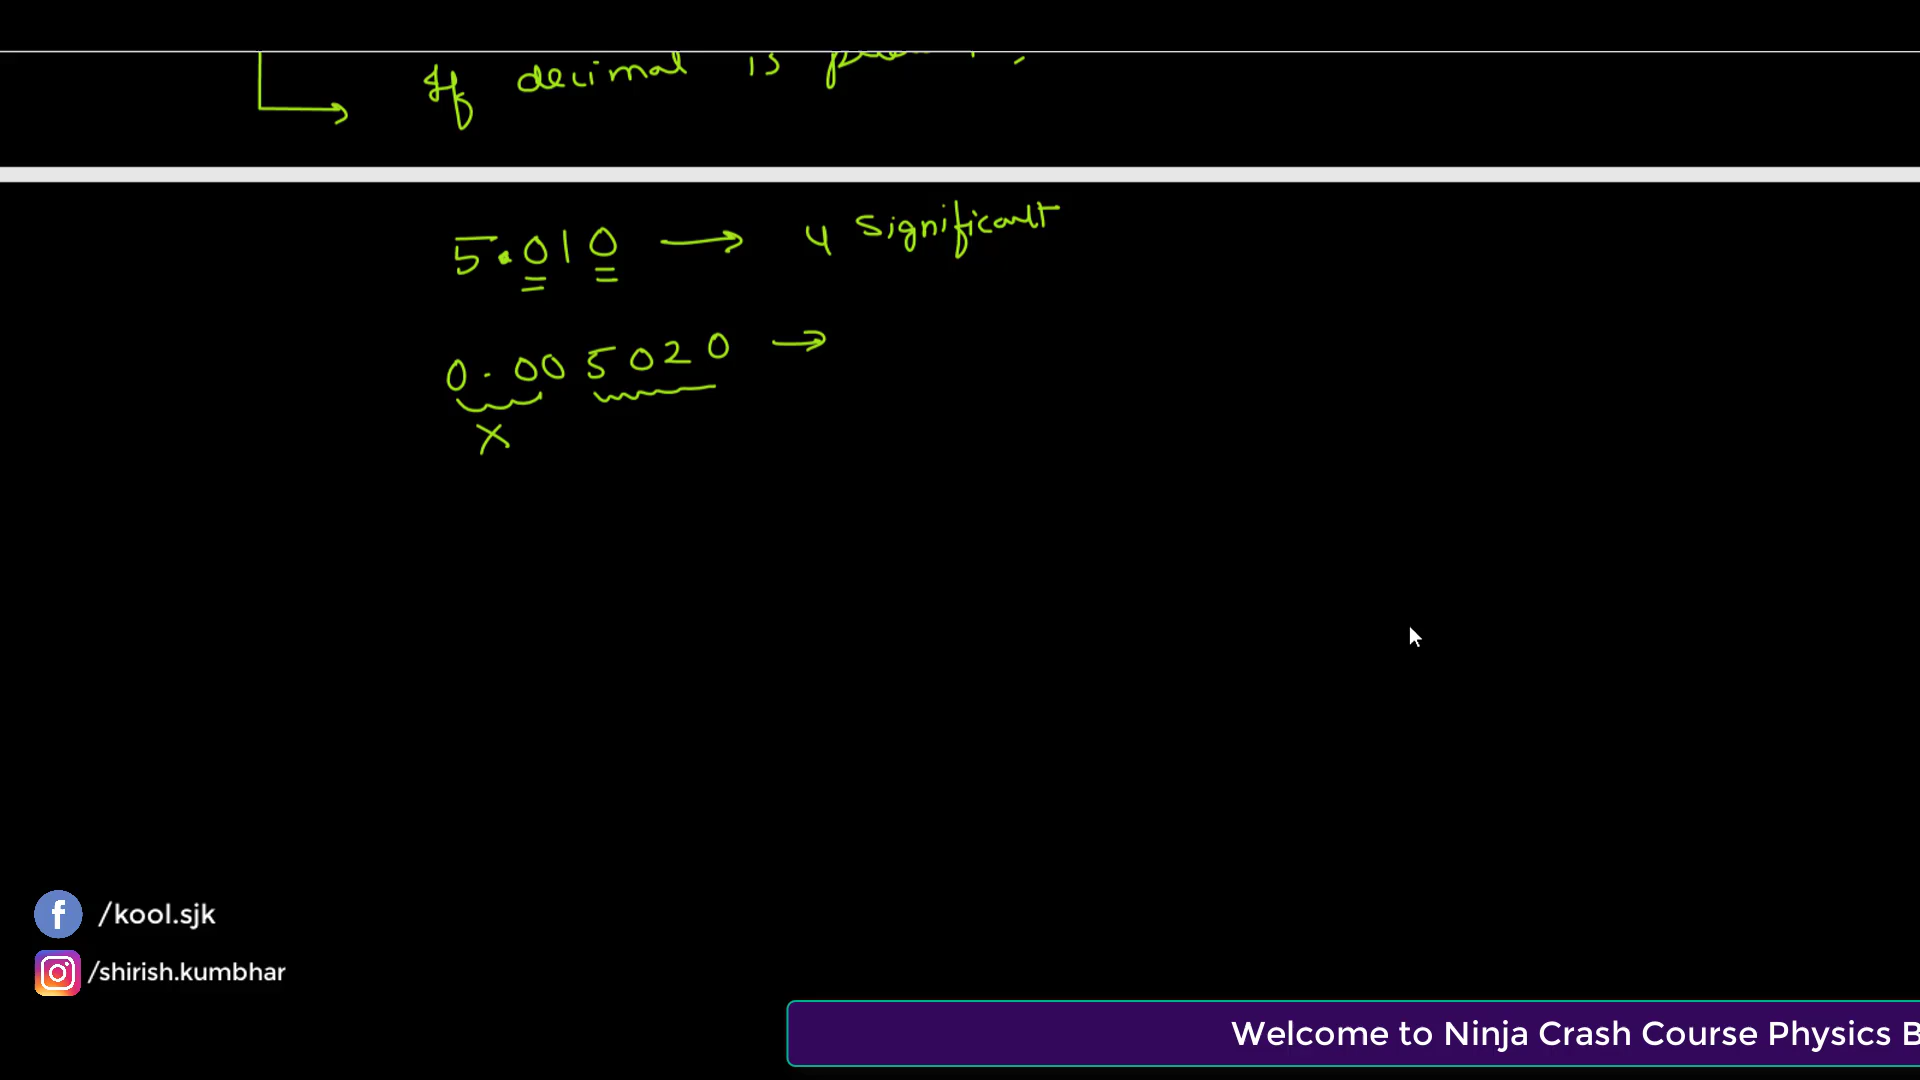 If decimal is
5.010 → 4 significant
0.005020 →
X
/kool.sjk
/shirish.kumbhar
Welcome to Ninja Crash Course Physics B